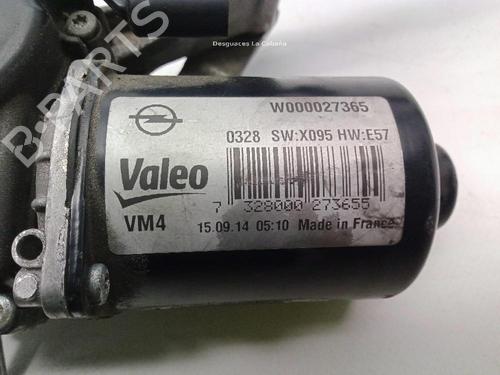 Desguaces La Cabaña
B-PARTS
W000027365
0328 SW:X095 HW:E57
Valeo
7 328000 273655
VM4 15.09.14 05:10 Made in France